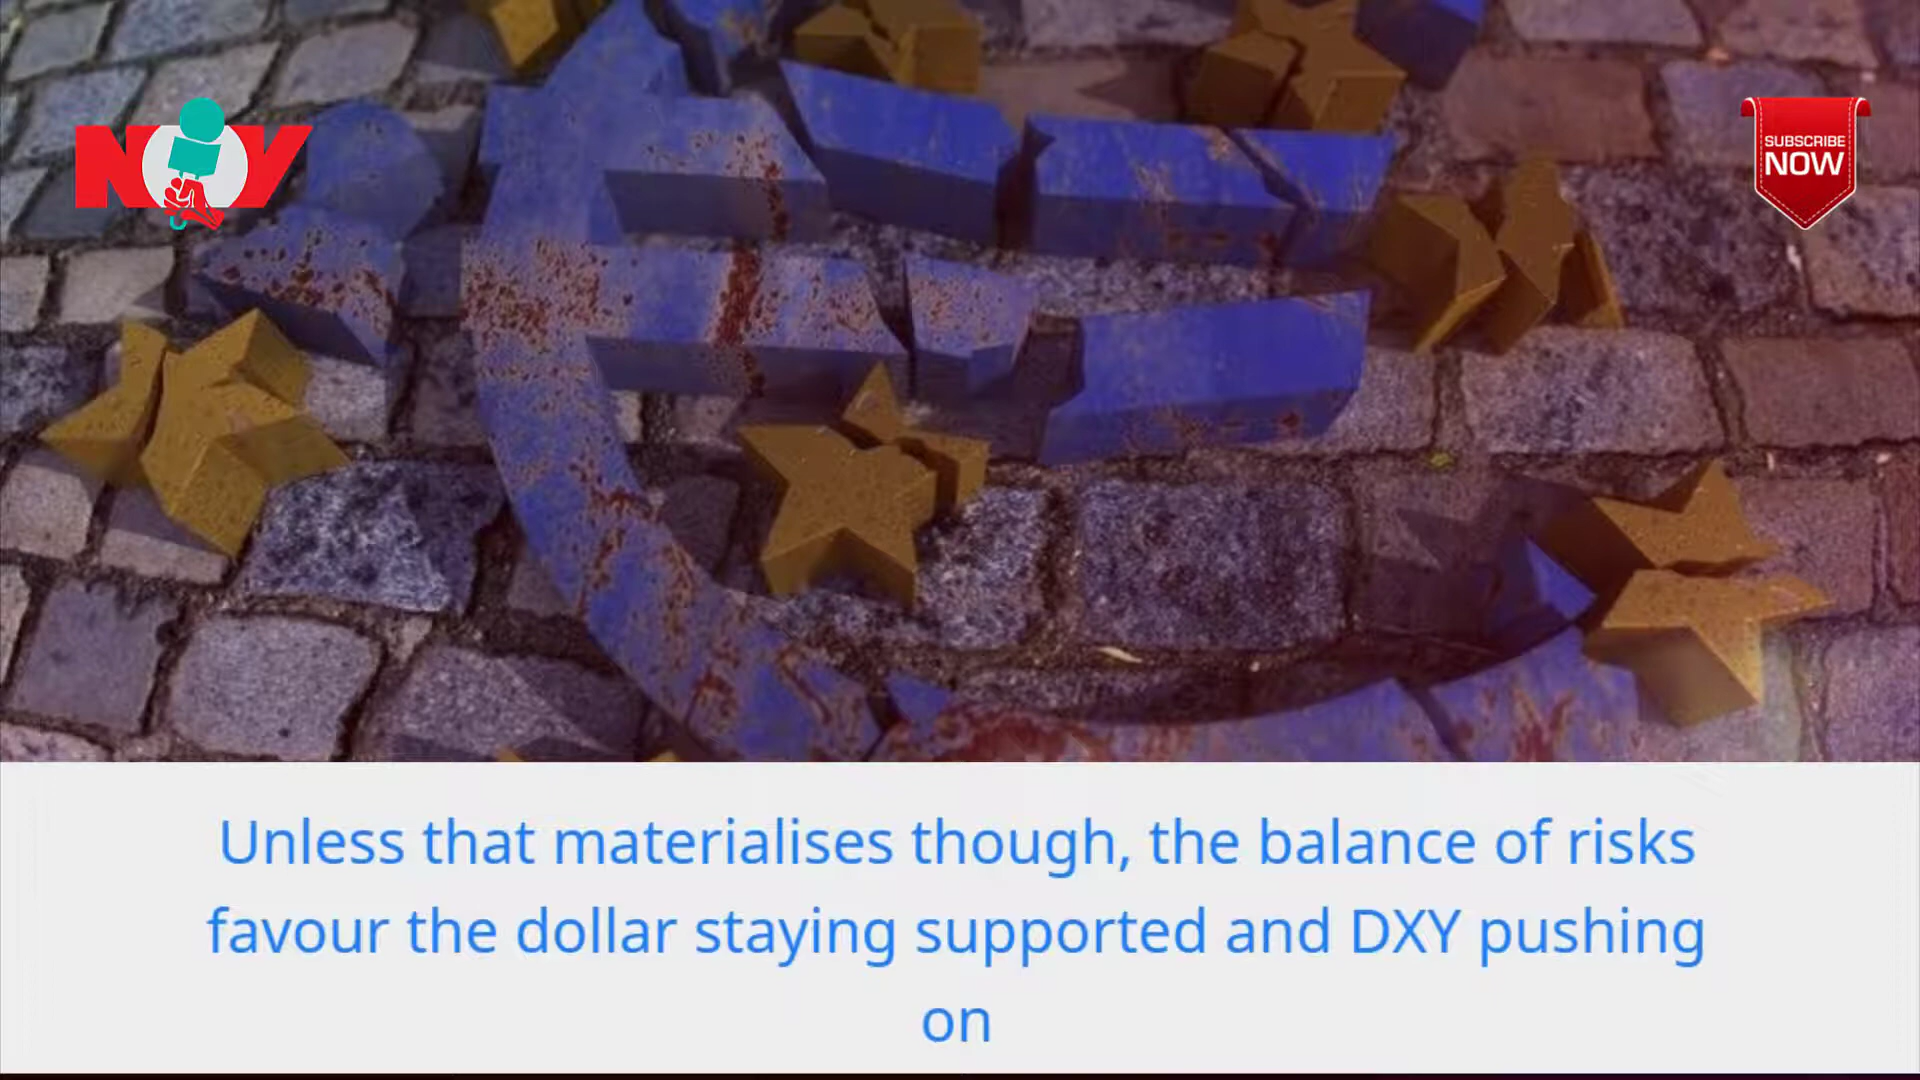 NOY
SUBSCRIBE
NOW
Unless that materialises though, the balance of risks
favour the dollar staying supported and DXY pushing
on